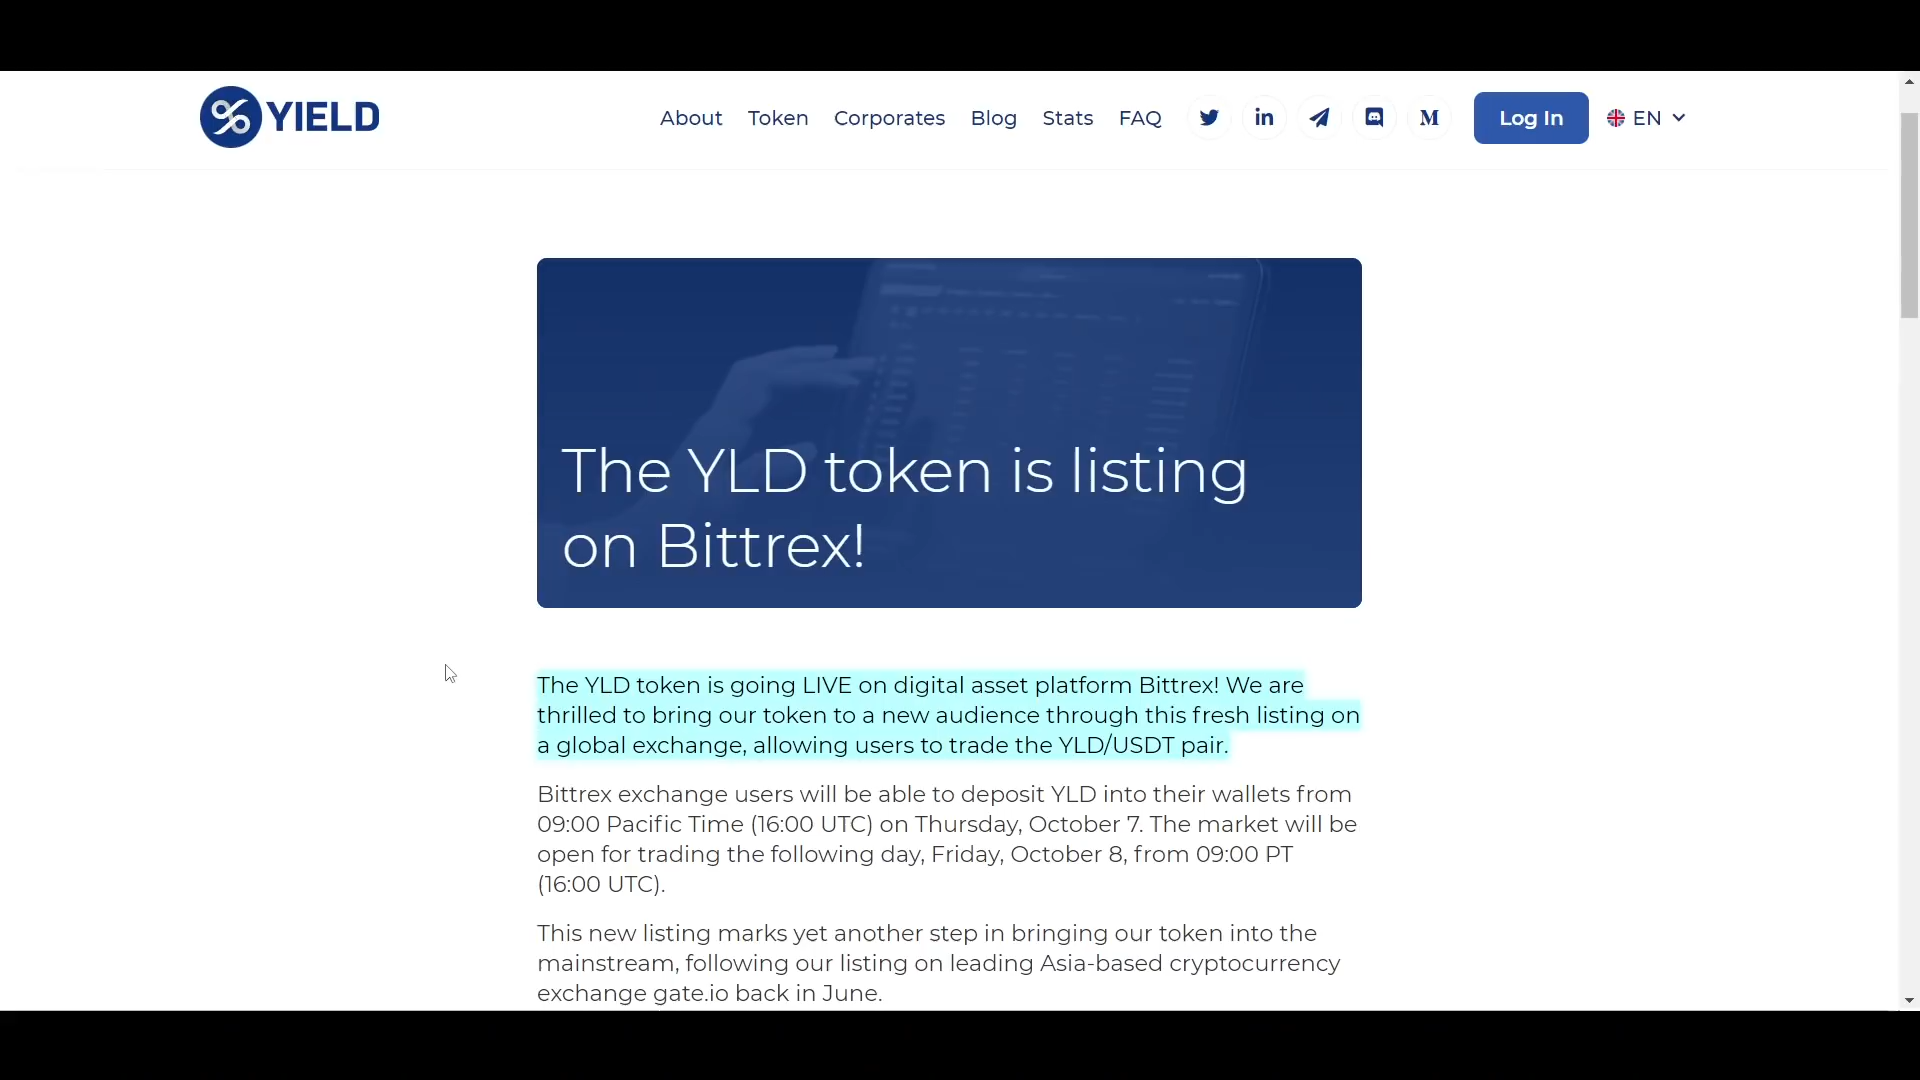 YIELD
About Token Corporates Blog Stats FAQ in M Log In EN
The YLD token is listing
on Bittrex!
The YLD token is going LIVE on digital asset platform Bittrex! We are
thrilled to bring our token to a new audience through this fresh listing on
a global exchange, allowing users to trade the YLD/USDT pair.
Bittrex exchange users will be able to deposit YLD into their wallets from
09:00 Pacific Time (16:00 UTC) on Thursday, October 7. The market will be
open for trading the following day, Friday, October 8, from 09:00 PT
(16:00 UTC).
This new listing marks yet another step in bringing our token into the
mainstream, following our listing on leading Asia-based cryptocurrency
exchange gate.io back in June.